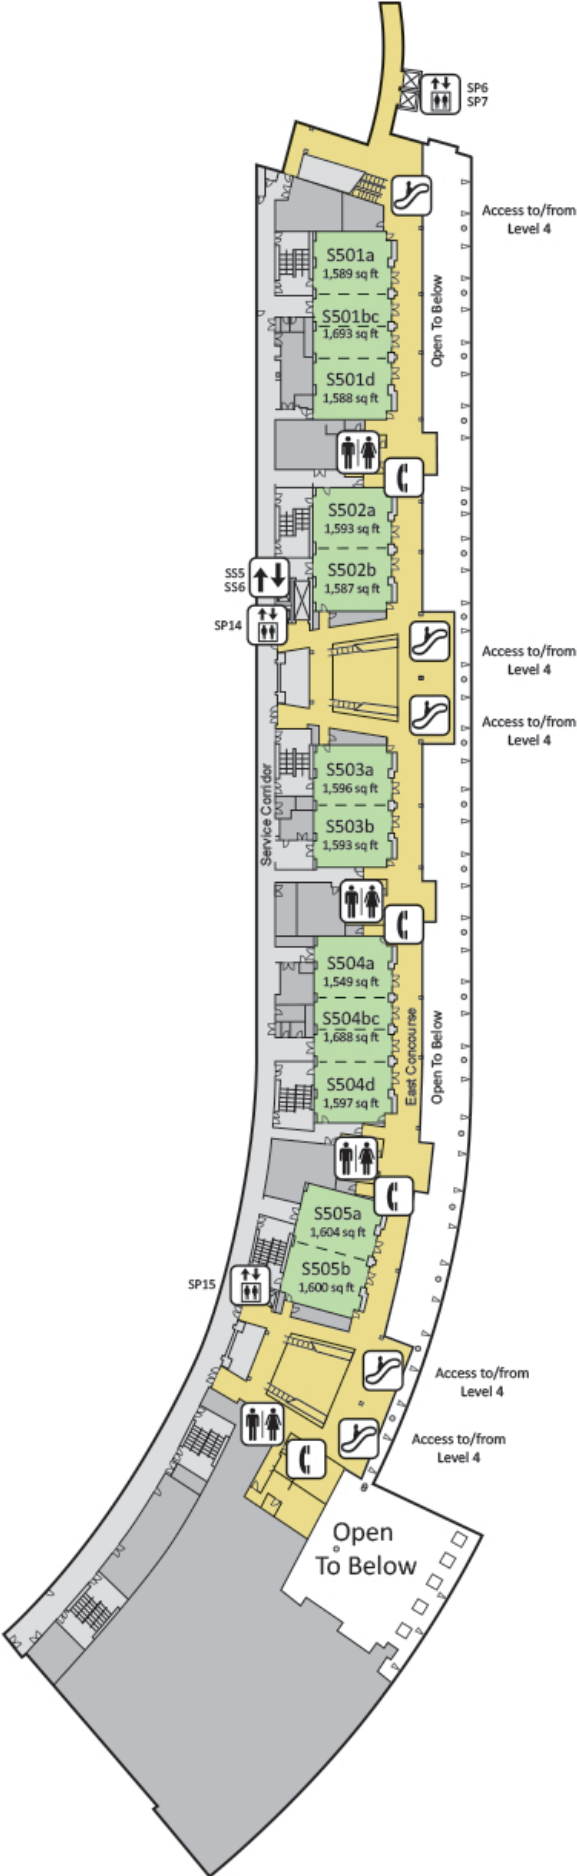 SP6
SP7
Access to/from
Level 4
S501a
1,589 sq ft
S501bc
1,693 sq ft
Open To Below
S501d
1,588 sq ft
S502a
1,593 sq ft
S502b
1,587 sq ft
SS5
SS6
SP14
Access to/from
Level 4
Access to/from
Level 4
S503a
1,596 sq ft
Service Corridor
S503b
1,593 sq ft
S504a
1,549 sq ft
S504bc
1,688 sq ft
East Concourse
Open To Below
S504d
1,597 sq ft
S505a
1,604 sq ft
S505b
1,600 sq ft
SP15
Access to/from
Level 4
Access to/from
Level 4
Open
To Below